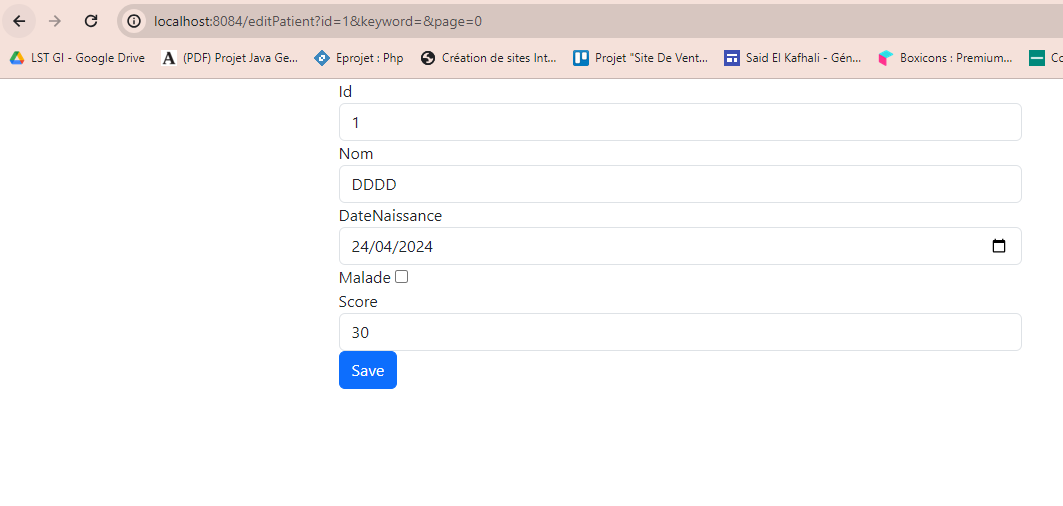 localhost:8084/editPatient?id=1&keyword=&page=0
LST GI - Google Drive (PDF) Projet Java Ge... Eprojet : Php Création de sites Int... Projet "Site De Vent... Said El Kafhali - Gén... Boxicons : Premium... Co
Id
1
Nom
DDDD
DateNaissance
24/04/2024
Malade
Score
30
Save